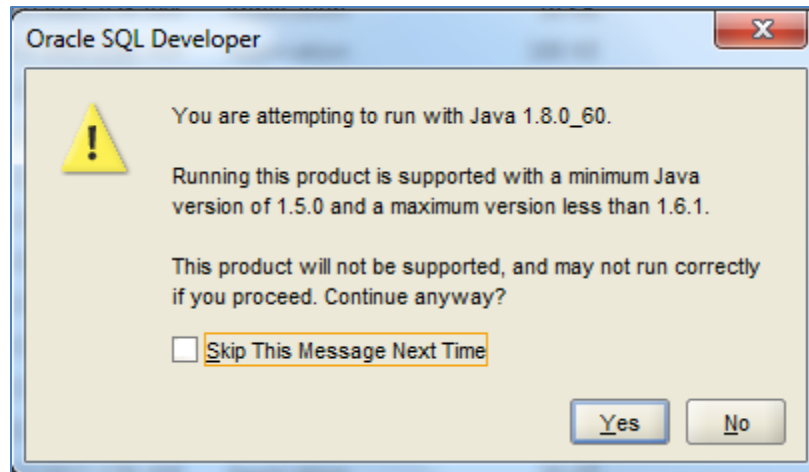 Oracle SQL Developer
You are attempting to run with Java 1.8.0_60.
Running this product is supported with a minimum Java
version of 1.5.0 and a maximum version less than 1.6.1.
This product will not be supported, and may not run correctly
if you proceed. Continue anyway?
Skip This Message Next Time
Yes No